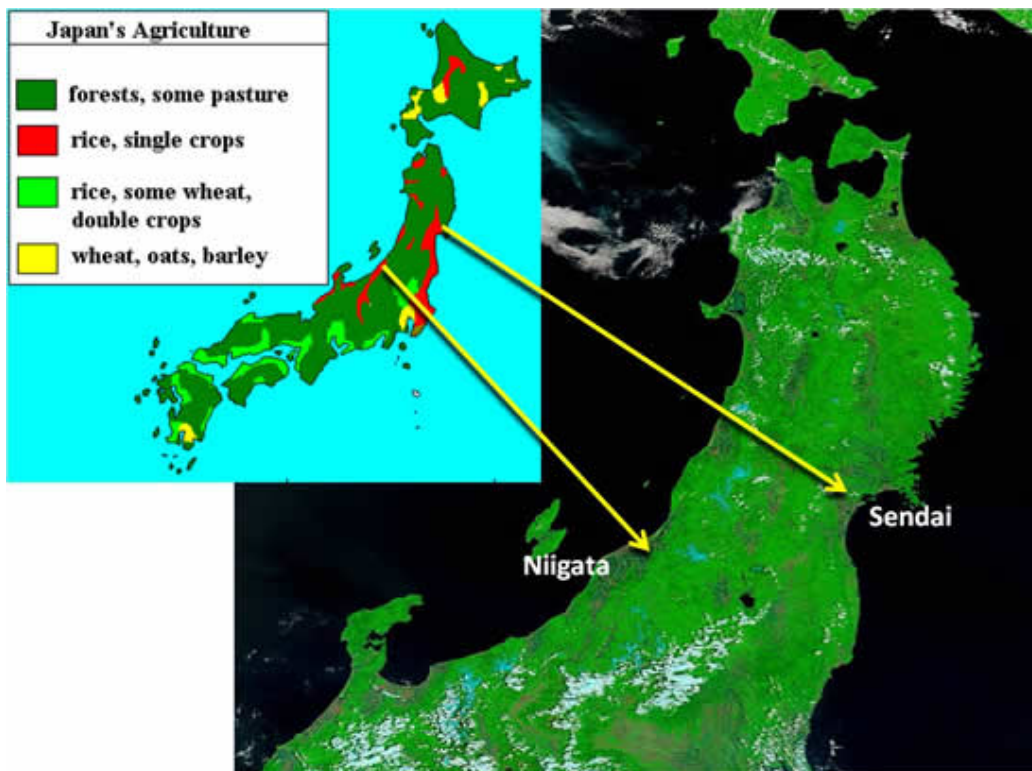 Japan's Agriculture
forests, some pasture
rice, single crops
rice, some wheat,
double crops
wheat, oats, barley
Sendai
Niigata